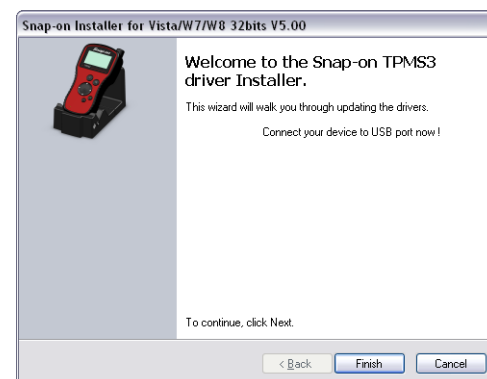 Snap-on Installer for Vista/W7/W8 32bits V5.00
Welcome to the Snap-on TPMS3
driver Installer.
This wizard will walk you through updating the drivers.
Connect your device to USB port now !
To continue, click Next.
< Back Finish Cancel